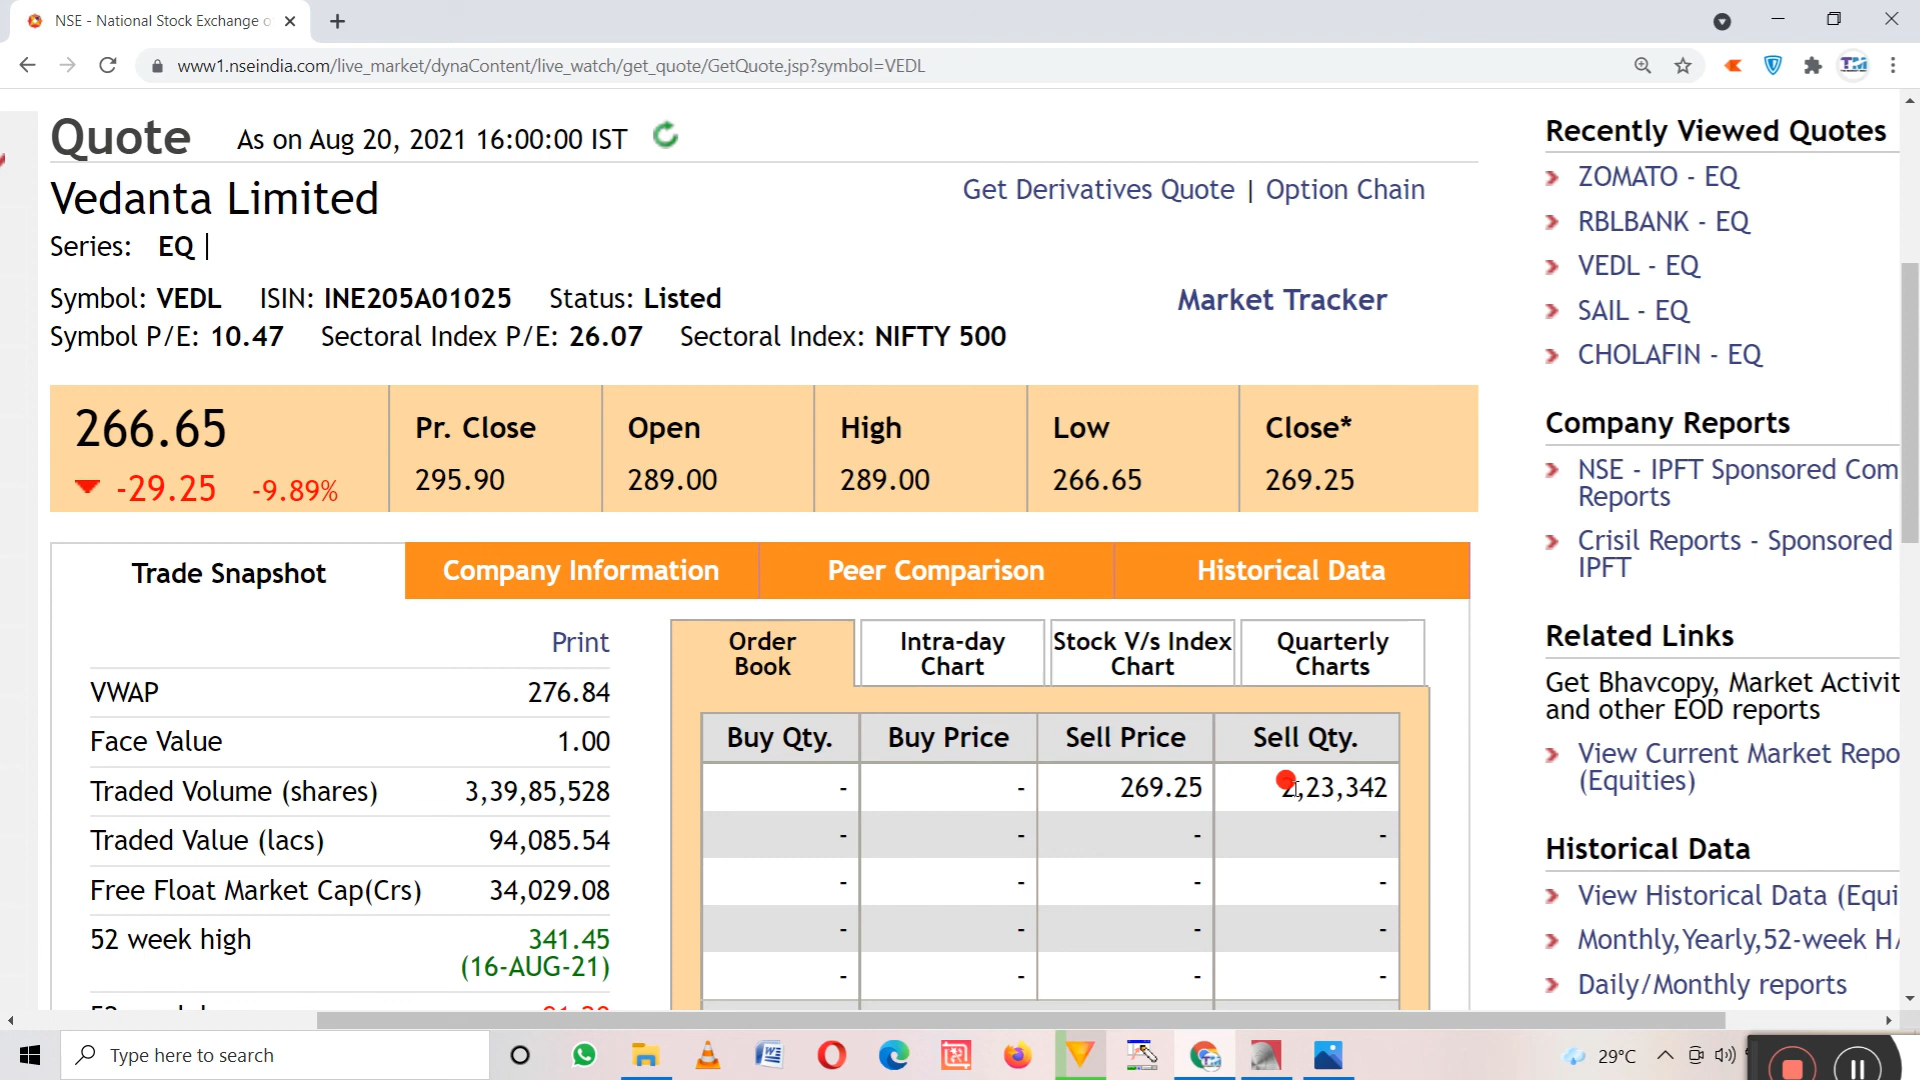 NSE - National Stock Exchange o
www1.nseindia.com/live_market/dynaContent/live_watch/get_quote/GetQuote.jsp?symbol=VEDL
Quote As on Aug 20, 2021 16:00:00 IST
Vedanta Limited
Get Derivatives Quote | Option Chain
Series: EQ |
Symbol: VEDL ISIN: INE205A01025 Status: Listed
Market Tracker
Symbol P/E: 10.47 Sectoral Index P/E: 26.07 Sectoral Index: NIFTY 500
266.65
-29.25 -9.89%
Pr. Close Open High Low Close*
295.90 289.00 289.00 266.65 269.25
Trade Snapshot Company Information Peer Comparison Historical Data
Print
VWAP 276.84
Face Value 1.00
Traded Volume (shares) 3,39,85,528
Traded Value (lacs) 94,085.54
Free Float Market Cap(Crs) 34,029.08
52 week high 341.45
(16-AUG-21)
Order Book
Intra-day Chart
Stock V/s Index Chart
Quarterly Charts
Buy Qty. Buy Price Sell Price Sell Qty.
- - 269.25 2,23,342
- - - -
- - - -
- - - -
- - - -
Recently Viewed Quotes
ZOMATO - EQ
RBLBANK - EQ
VEDL - EQ
SAIL - EQ
CHOLAFIN - EQ
Company Reports
NSE - IPFT Sponsored Com
Reports
Crisil Reports - Sponsored
IPFT
Related Links
Get Bhavcopy, Market Activit
and other EOD reports
View Current Market Repo
(Equities)
Historical Data
View Historical Data (Equi
Monthly,Yearly,52-week H/
Daily/Monthly reports
Type here to search
29°C